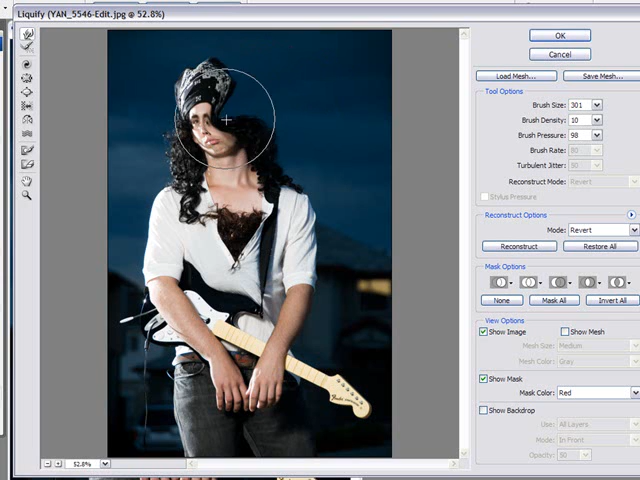 Liquify (YAN_5546-Edit.jpg @ 52.8%)
OK
Cancel
Load Mesh... Save Mesh...
Tool Options
Brush Size: 301
Brush Density: 10
Brush Pressure: 98
Brush Rate: 80
Turbulent Jitter: 50
Reconstruct Mode: Revert
Stylus Pressure
Reconstruct Options
Mode: Revert
Reconstruct Restore All
Mask Options
None Mask All Invert All
View Options
Show Image Show Mesh
Mesh Size: Medium
Mesh Color: Gray
Show Mask
Mask Color: Red
Show Backdrop
Use: All Layers
Mode: In Front
Opacity: 50
52.8%